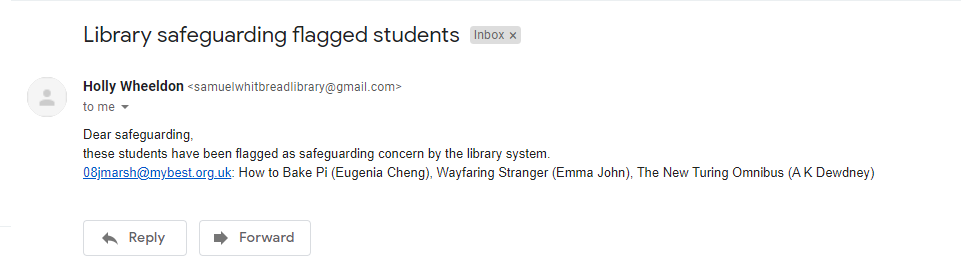 Library safeguarding flagged students Inbox ×
Holly Wheeldon <samuelwhitbreadlibrary@gmail.com>
to me
Dear safeguarding,
these students have been flagged as safeguarding concern by the library system.
08jmarsh@mybest.org.uk: How to Bake Pi (Eugenia Cheng), Wayfaring Stranger (Emma John), The New Turing Omnibus (A K Dewdney)
Reply Forward